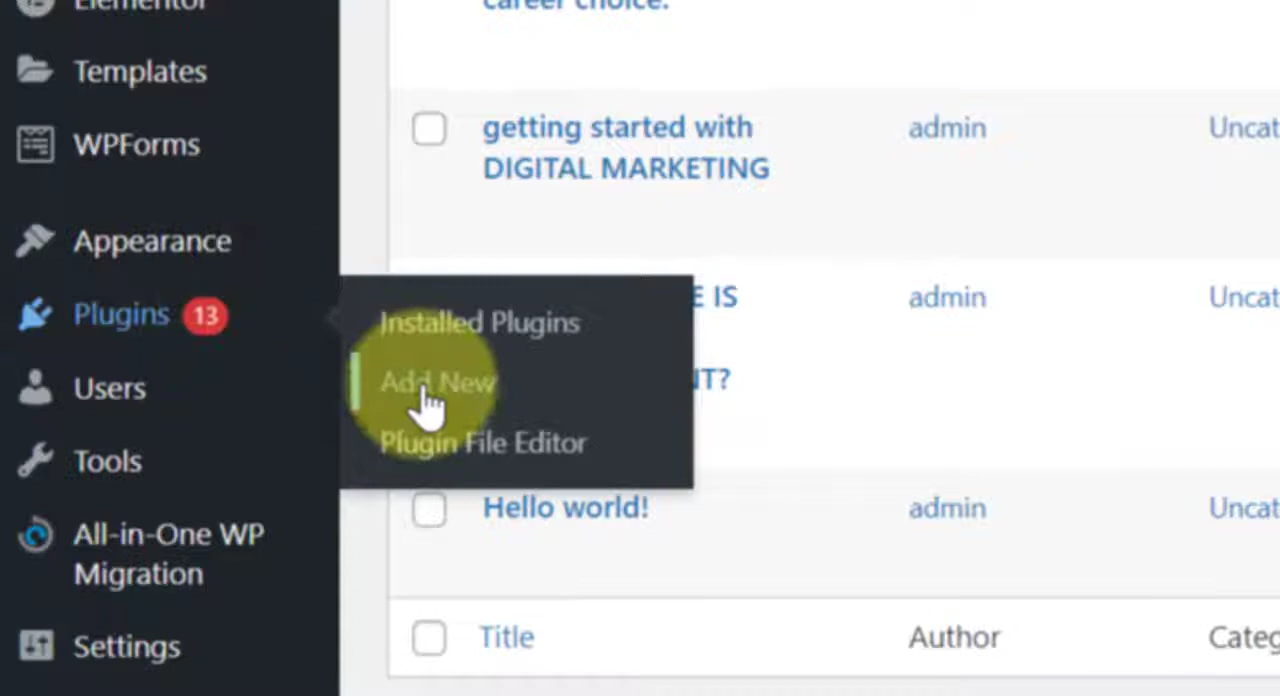 Elementor
Templates
WPForms
Appearance
Plugins 13
Users
Tools
All-in-One WP
Migration
Settings
Installed Plugins
Add New
Plugin File Editor
career choice.
getting started with
DIGITAL MARKETING
admin
Uncat
E IS
NT?
admin
Uncat
Hello world!
admin
Uncat
Title
Author
Categ